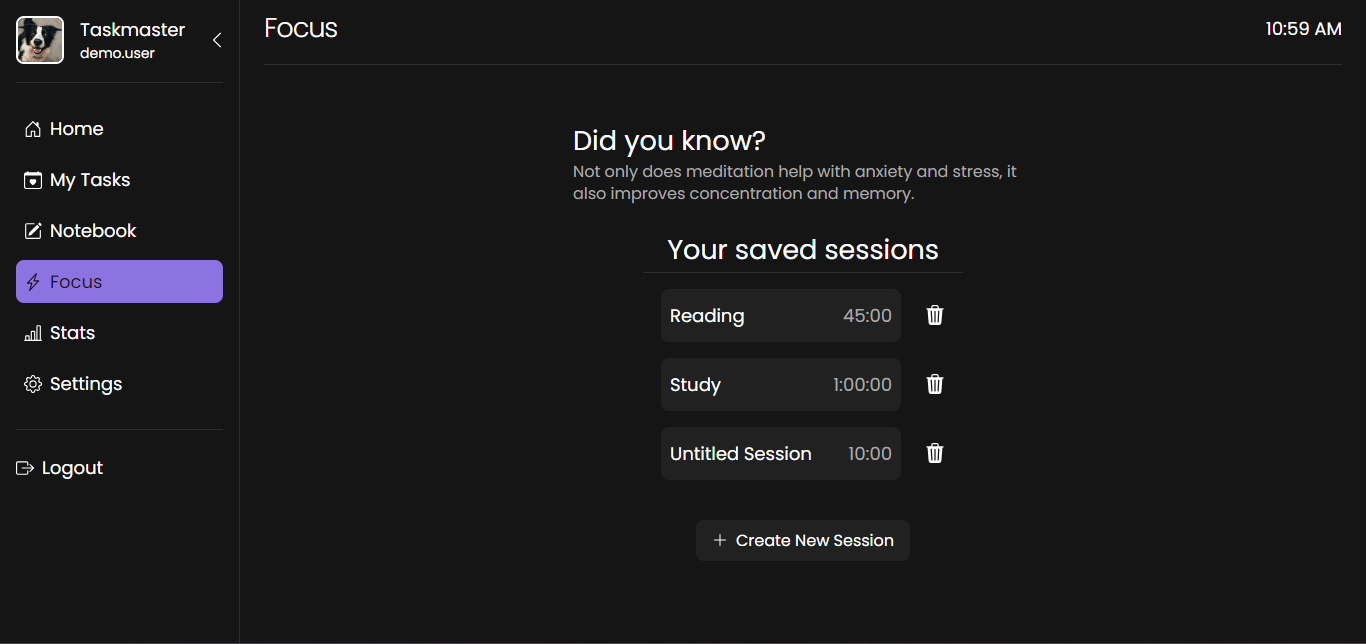 Taskmaster
demo.user
Home
My Tasks
Notebook
Focus
Stats
Settings
Logout
Focus
10:59 AM
Did you know?
Not only does meditation help with anxiety and stress, it
also improves concentration and memory.
Your saved sessions
Reading 45:00
Study 1:00:00
Untitled Session 10:00
Create New Session